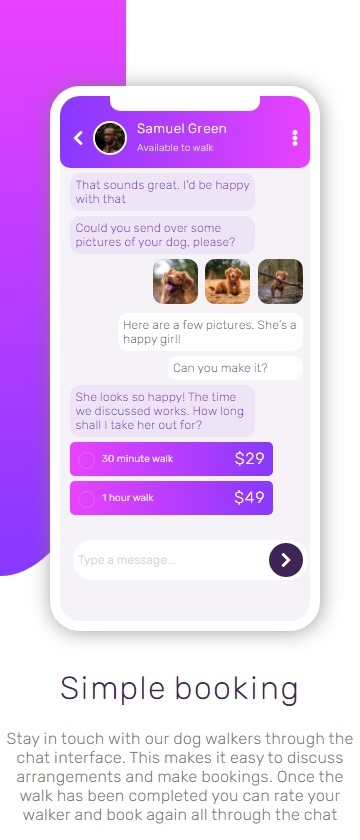 Samuel Green
Available to walk
That sounds great. I'd be happy
with that
Could you send over some
pictures of your dog, please?
Here are a few pictures. She's a
happy girl!
Can you make it?
She looks so happy! The time
we discussed works. How long
shall I take her out for?
30 minute walk $29
1 hour walk $49
Type a message...
Simple booking
Stay in touch with our dog walkers through the
chat interface. This makes it easy to discuss
arrangements and make bookings. Once the
walk has been completed you can rate your
walker and book again all through the chat